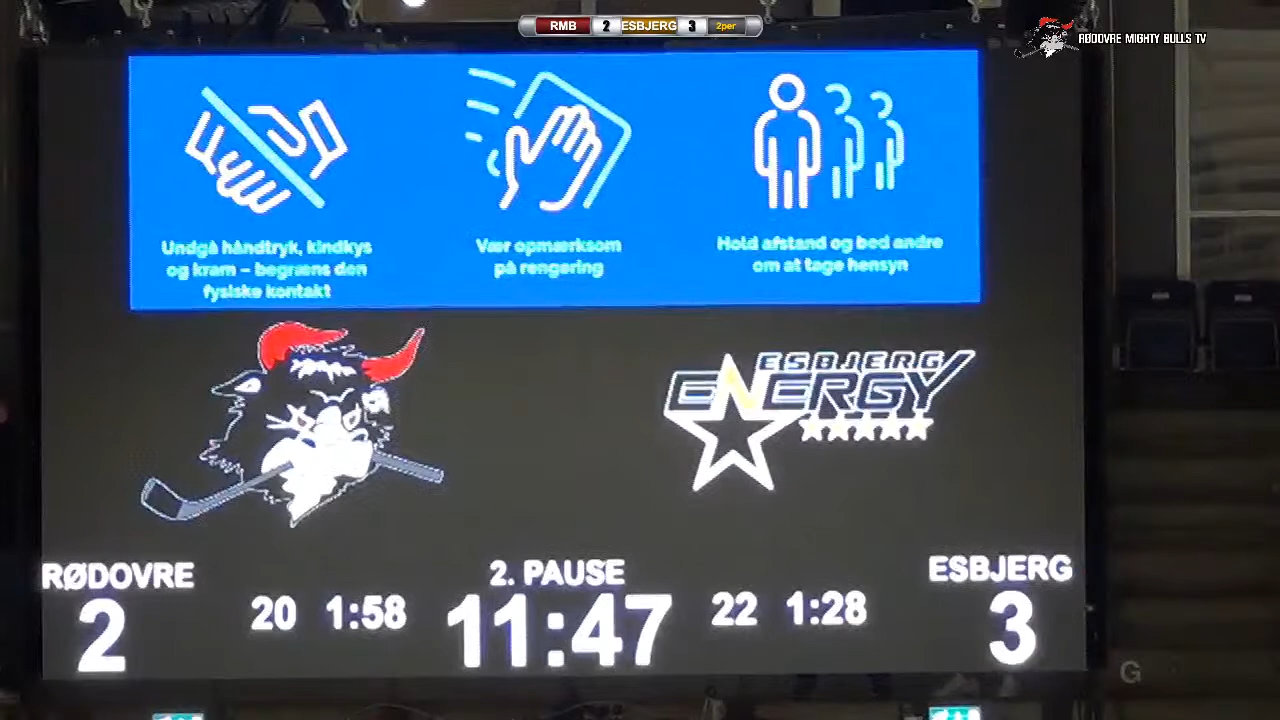 RMB 2 ESBJERG 3 2per
RØDOVRE MIGHTY BULLS TV
Undgå håndtryk, kindkys
og kram – begræns den
fysiske kontakt
Vær opmærksom
på rengøring
Hold afstand og bed andre
om at tage hensyn
ESBJERG
ENERGY
RØDOVRE
2. PAUSE
ESBJERG
2
20 1:58
11:47
22 1:28
3
G